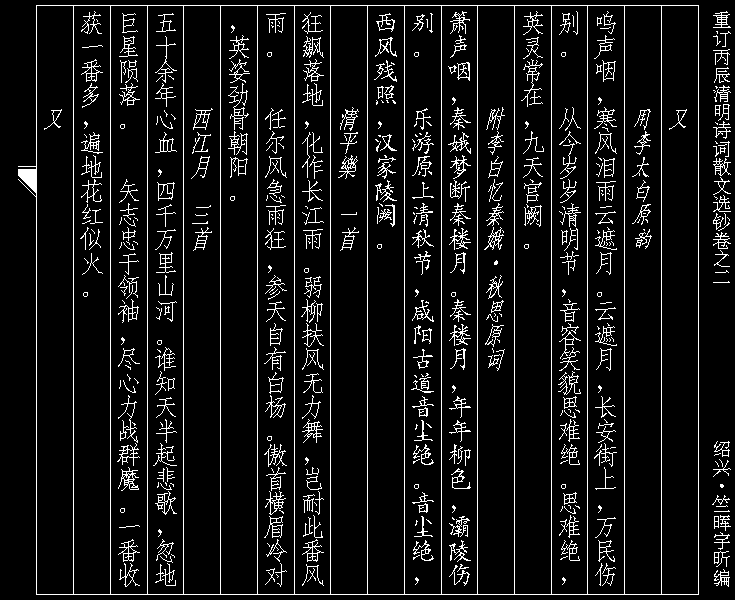 重订丙辰清明诗词散文选钞卷之二
绍兴·竺晖宇昕编
又
用李太白原韵
呜声咽，寒风泪雨云遮月。云遮月，长安街上，万民伤
别。 从今岁岁清明节，音容笑貌思难绝。思难绝，
英灵常在，九天宫阙。
附李白忆秦娥·秋思原词
箫声咽，秦娥梦断秦楼月。秦楼月，年年柳色，灞陵伤
别。 乐游原上清秋节，咸阳古道音尘绝。音尘绝，
西风残照，汉家陵阙。
清平樂 一首
狂飙落地，化作长江雨。弱柳扶风无力舞，岂耐此番风
雨。 任尔风急雨狂，参天自有白杨。傲首横眉冷对
，英姿劲骨朝阳。
西江月 三首
五十余年心血，四千万里山河。谁知天半起悲歌，忽地
巨星陨落。 矢志忠于领袖，尽心力战群魔。一番收
获一番多，遍地花红似火。
又